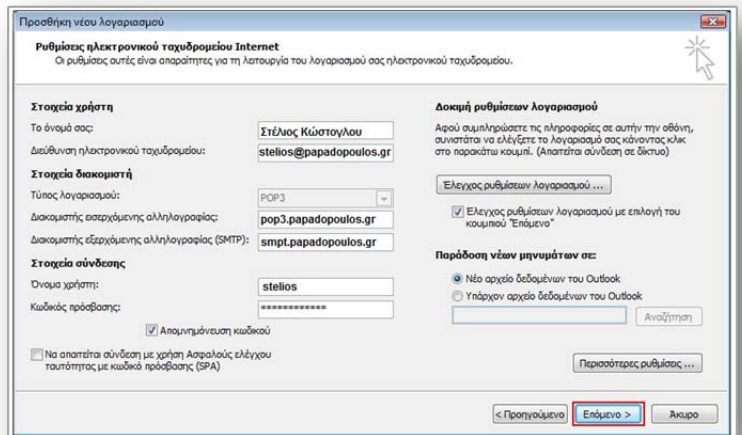 Προσθήκη νέου λογαριασμού
Ρυθμίσεις ηλεκτρονικού ταχυδρομείου Internet
Οι ρυθμίσεις αυτές είναι απαραίτητες για τη λειτουργία του λογαριασμού σας ηλεκτρονικού ταχυδρομείου.
Στοιχεία χρήστη
Το όνομά σας: Στέλιος Κώστογλου
Διεύθυνση ηλεκτρονικού ταχυδρομείου: stelios@papadopoulos.gr
Στοιχεία διακομιστή
Τύπος λογαριασμού: POP3
Διακομιστής εισερχόμενης αλληλογραφίας: pop3.papadopoulos.gr
Διακομιστής εξερχόμενης αλληλογραφίας (SMTP): smpt.papadopoulos.gr
Στοιχεία σύνδεσης
Όνομα χρήστη: stelios
Κωδικός πρόσβασης: ************
Απομνημόνευση κωδικού
Να απαιτείται σύνδεση με χρήση Ασφαλούς ελέγχου
ταυτότητας με κωδικό πρόσβασης (SPA)
Δοκιμή ρυθμίσεων λογαριασμού
Αφού συμπληρώσετε τις πληροφορίες σε αυτήν την οθόνη,
συνιστάται να ελέγξετε το λογαριασμό σας κάνοντας κλικ
στο παρακάτω κουμπί. (Απαιτείται σύνδεση σε δίκτυο)
Έλεγχος ρυθμίσεων λογαριασμού ...
Έλεγχος ρυθμίσεων λογαριασμού με επιλογή του
κουμπιού "Επόμενο"
Παράδοση νέων μηνυμάτων σε:
Νέο αρχείο δεδομένων του Outlook
Υπάρχον αρχείο δεδομένων του Outlook
Αναζήτηση
Περισσότερες ρυθμίσεις ...
< Προηγούμενο Επόμενο > Άκυρο